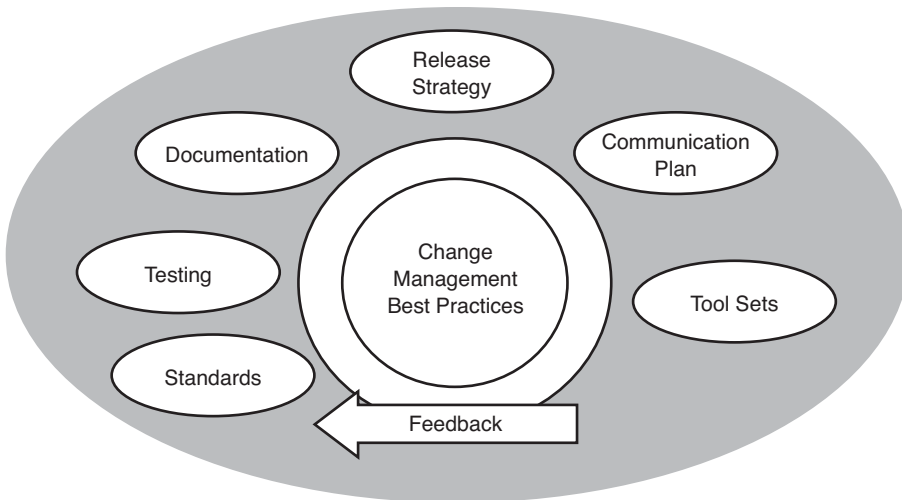 Release
Strategy
Documentation
Communication
Plan
Change
Management
Best Practices
Testing
Tool Sets
Standards
Feedback